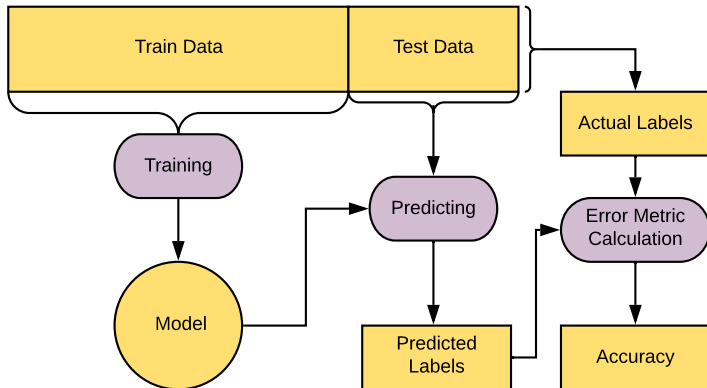 Train Data
Test Data
Actual Labels
Training
Predicting
Error Metric
Calculation
Model
Predicted
Labels
Accuracy